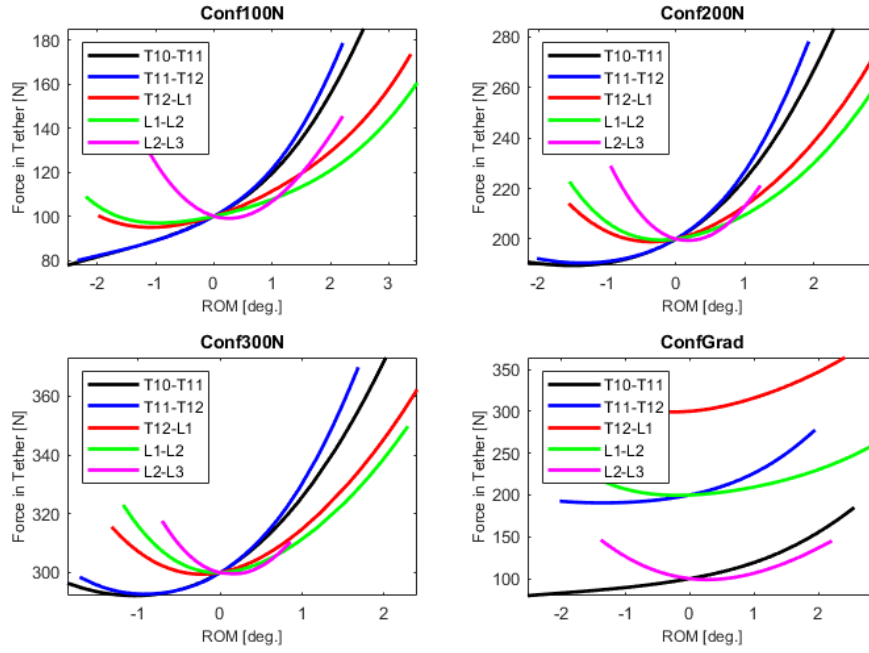 Conf100N
180
160
140
120
100
80
Force in Tether [N]
T10-T11
T11-T12
T12-L1
L1-L2
L2-L3
-2 -1 0 1 2 3
ROM [deg.]
Conf200N
280
260
240
220
200
Force in Tether [N]
T10-T11
T11-T12
T12-L1
L1-L2
L2-L3
-2 -1 0 1 2
ROM [deg.]
Conf300N
360
340
320
300
Force in Tether [N]
T10-T11
T11-T12
T12-L1
L1-L2
L2-L3
-1 0 1 2
ROM [deg.]
ConfGrad
350
300
250
200
150
100
Force in Tether [N]
T10-T11
T11-T12
T12-L1
L1-L2
L2-L3
-2 -1 0 1 2
ROM [deg.]